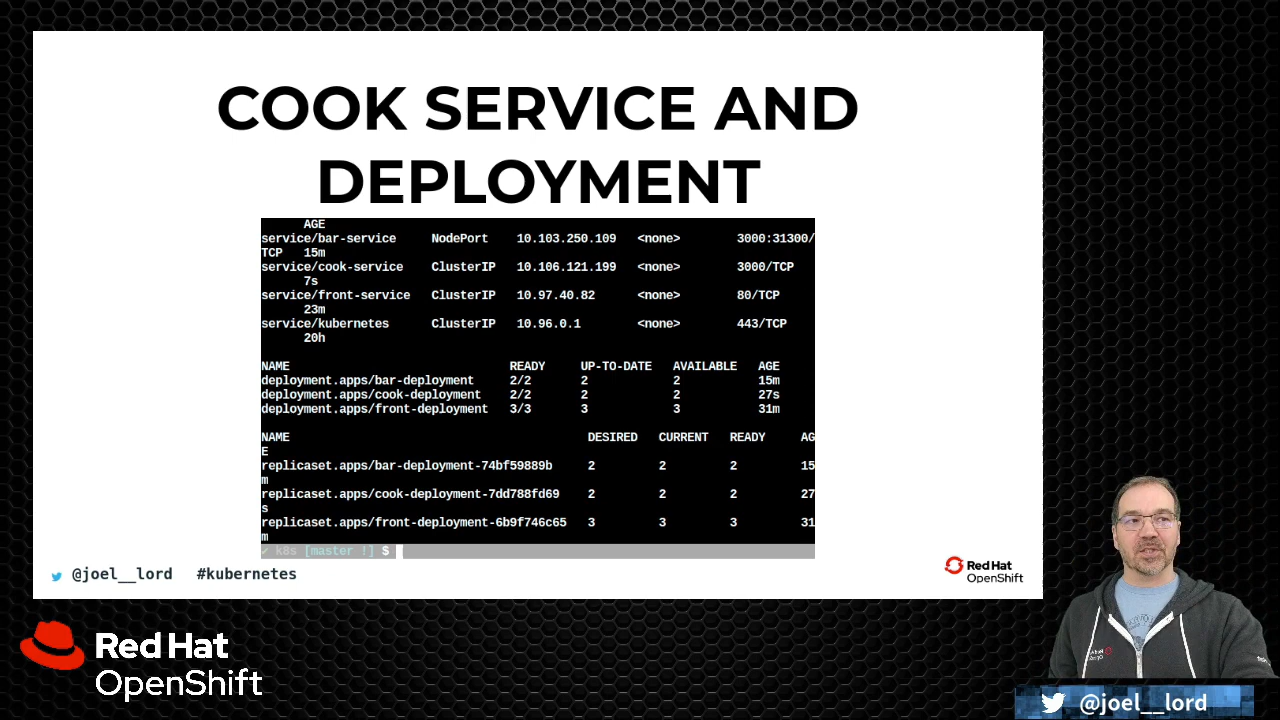 COOK SERVICE AND
DEPLOYMENT
AGE
service/bar-service NodePort 10.103.250.109 <none> 3000:31300/
TCP 15m
service/cook-service ClusterIP 10.106.121.199 <none> 3000/TCP
7s
service/front-service ClusterIP 10.97.40.82 <none> 80/TCP
23m
service/kubernetes ClusterIP 10.96.0.1 <none> 443/TCP
20h
NAME READY UP-TO-DATE AVAILABLE AGE
deployment.apps/bar-deployment 2/2 2 2 15m
deployment.apps/cook-deployment 2/2 2 2 27s
deployment.apps/front-deployment 3/3 3 3 31m
NAME DESIRED CURRENT READY AG
E
replicaset.apps/bar-deployment-74bf59889b 2 2 2 15
m
replicaset.apps/cook-deployment-7dd788fd69 2 2 2 27
s
replicaset.apps/front-deployment-6b9f746c65 3 3 3 31
m
✔ k8s [master !] $
@joel__lord #kubernetes
Red Hat
OpenShift
Red Hat
OpenShift
@joel__lord